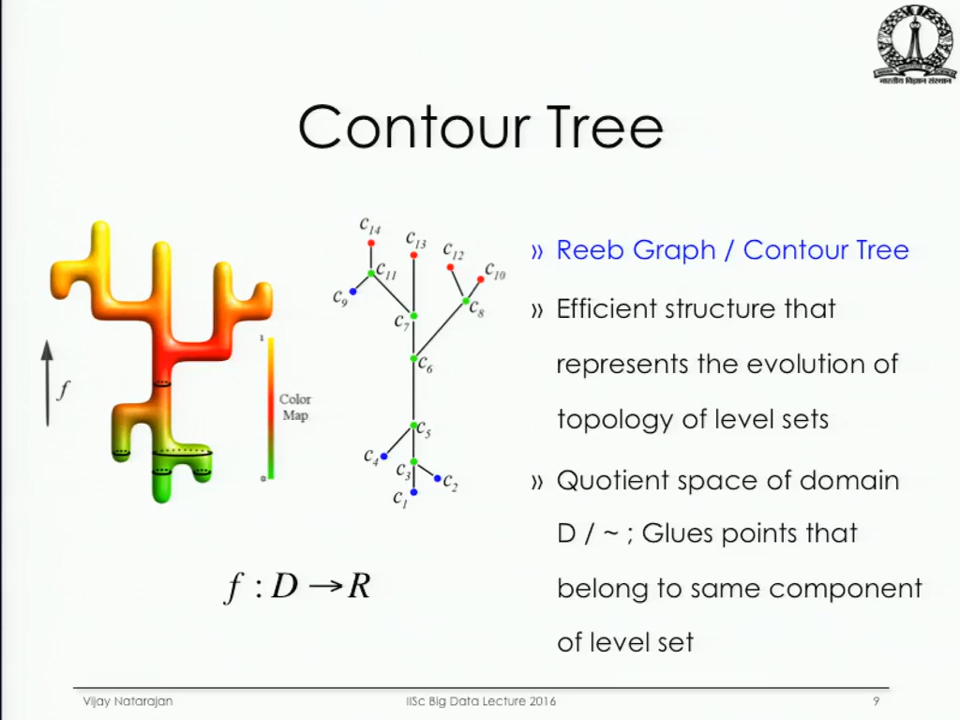 भारतीय विज्ञान संस्थान
Contour Tree
f
1
Color
Map
0
c14
c13
c12
c11
c10
c9
c8
c7
c6
c5
c4
c3
c2
c1
f : D → R
» Reeb Graph / Contour Tree
» Efficient structure that
represents the evolution of
topology of level sets
» Quotient space of domain
D / ~ ; Glues points that
belong to same component
of level set
Vijay Natarajan
IISc Big Data Lecture 2016
9